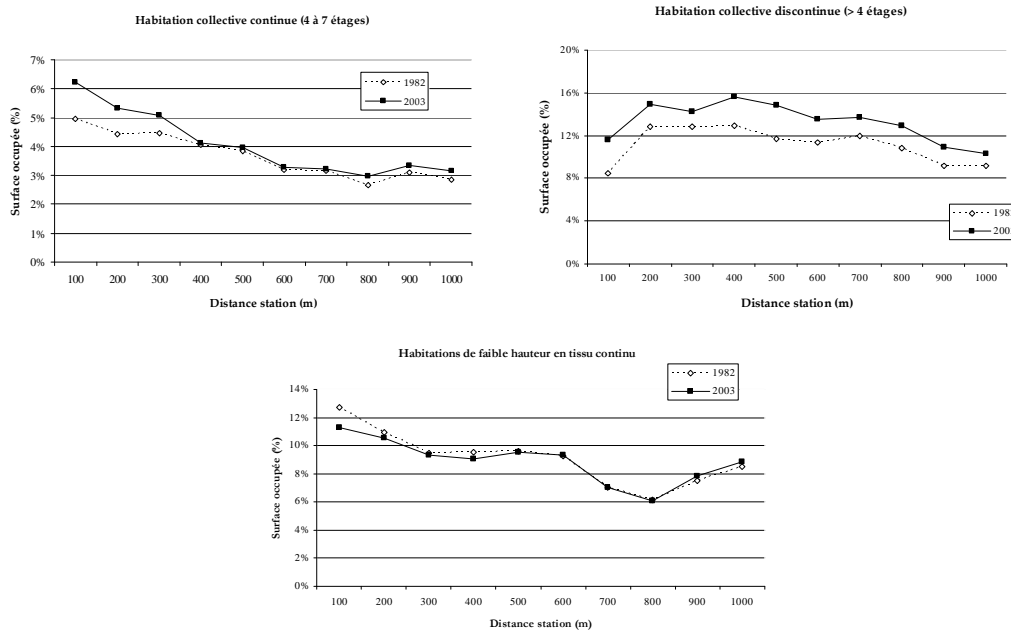 Habitation collective continue (4 à 7 étages)
7%
6%
5%
4%
3%
2%
1%
0%
Surface occupée (%)
1982
2003
100 200 300 400 500 600 700 800 900 1000
Distance station (m)
Habitation collective discontinue (> 4 étages)
20%
16%
12%
8%
4%
0%
Surface occupée (%)
100 200 300 400 500 600 700 800 900 1000
Distance station (m)
Habitations de faible hauteur en tissu continu
14%
12%
10%
8%
6%
4%
2%
0%
Surface occupée (%)
1982
2003
100 200 300 400 500 600 700 800 900 1000
Distance station (m)